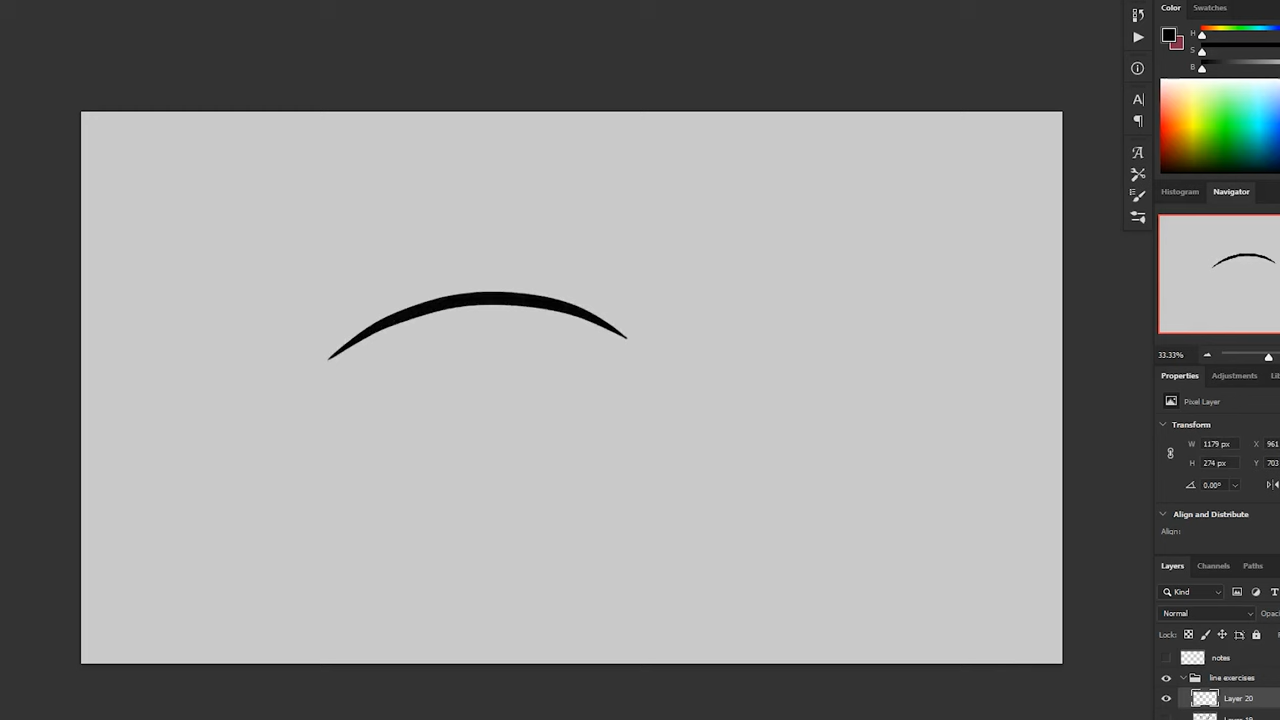 Color Swatches
H
S
B
Histogram Navigator
33.33%
Properties Adjustments Li
Pixel Layer
Transform
W 1179 px X 961
H 274 px Y 703
0.00°
Align and Distribute
Align:
Layers Channels Paths
Kind
Normal Opac
Lock:
notes
line exercises
Layer 20